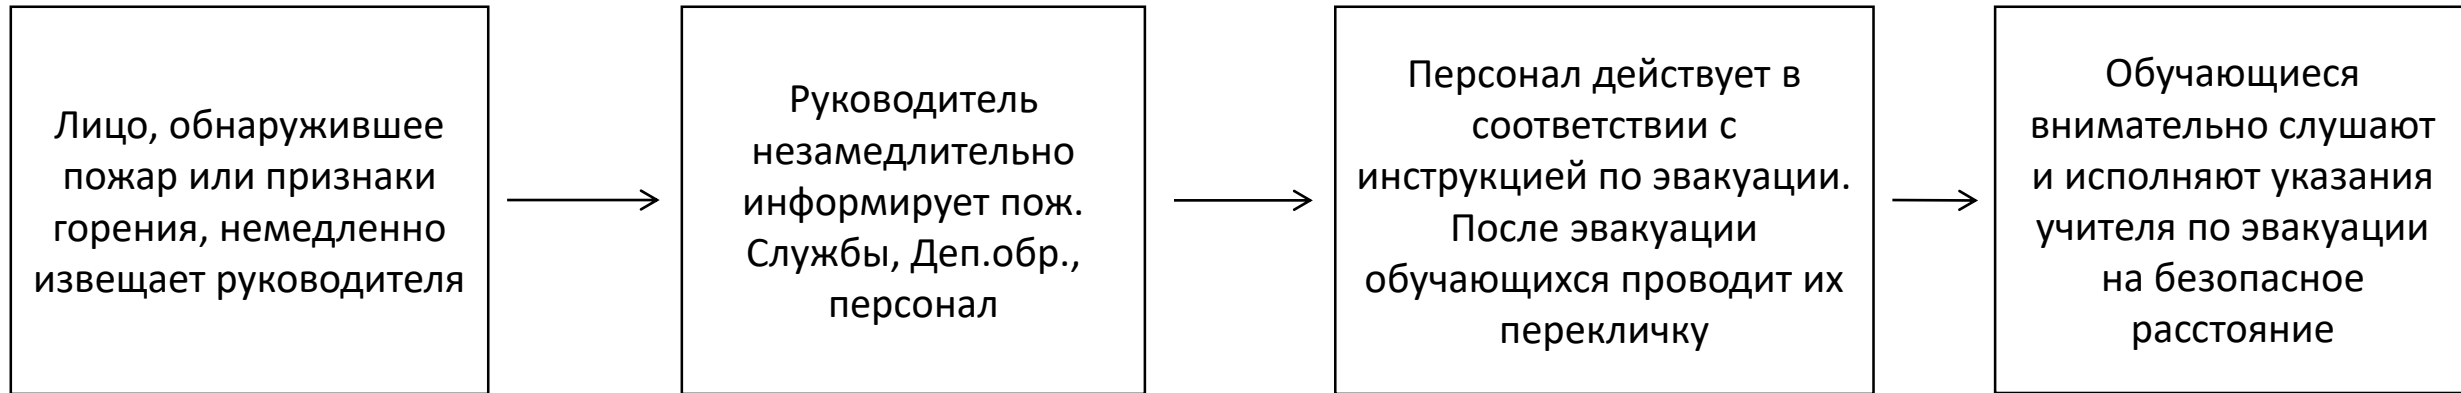 Лицо, обнаружившее
пожар или признаки
горения, немедленно
извещает руководителя
Руководитель
незамедлительно
информирует пож.
Службы, Деп.обр.,
персонал
Персонал действует в
соответствии с
инструкцией по эвакуации.
После эвакуации
обучающихся проводит их
перекличку
Обучающиеся
внимательно слушают
и исполняют указания
учителя по эвакуации
на безопасное
расстояние